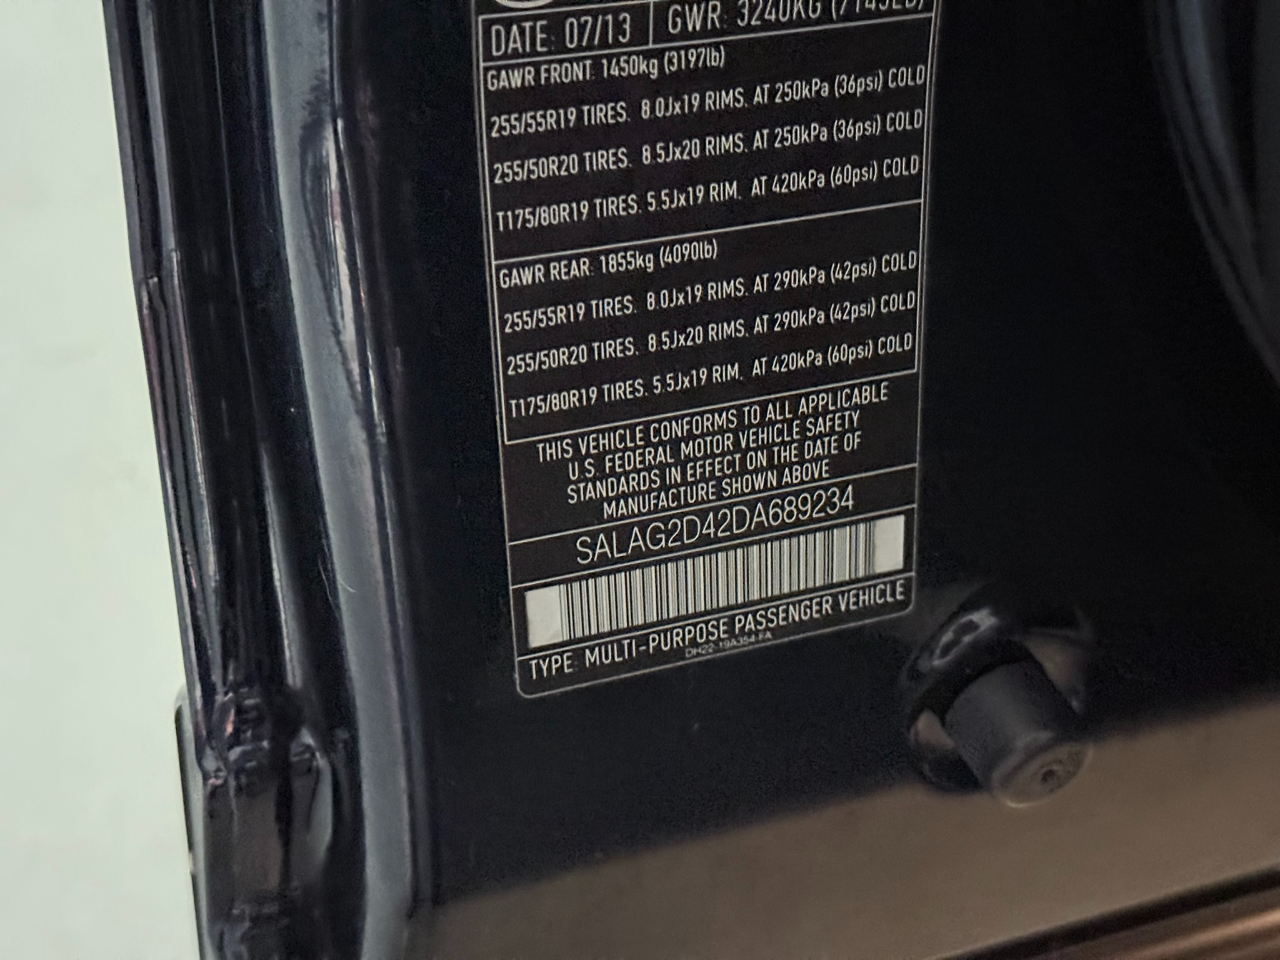 DATE: 07/13 GWR: 3240KG (7143LB)
GAWR FRONT: 1450kg (3197lb)
255/55R19 TIRES. 8.0Jx19 RIMS. AT 250kPa (36psi) COLD
255/50R20 TIRES. 8.5Jx20 RIMS. AT 250kPa (36psi) COLD
T175/80R19 TIRES. 5.5Jx19 RIM. AT 420kPa (60psi) COLD
GAWR REAR: 1855kg (4090lb)
255/55R19 TIRES. 8.0Jx19 RIMS. AT 290kPa (42psi) COLD
255/50R20 TIRES. 8.5Jx20 RIMS. AT 290kPa (42psi) COLD
T175/80R19 TIRES. 5.5Jx19 RIM. AT 420kPa (60psi) COLD
THIS VEHICLE CONFORMS TO ALL APPLICABLE
U.S. FEDERAL MOTOR VEHICLE SAFETY
STANDARDS IN EFFECT ON THE DATE OF
MANUFACTURE SHOWN ABOVE
SALAG2D42DA689234
TYPE: MULTI-PURPOSE PASSENGER VEHICLE
DH22-19A354-FA